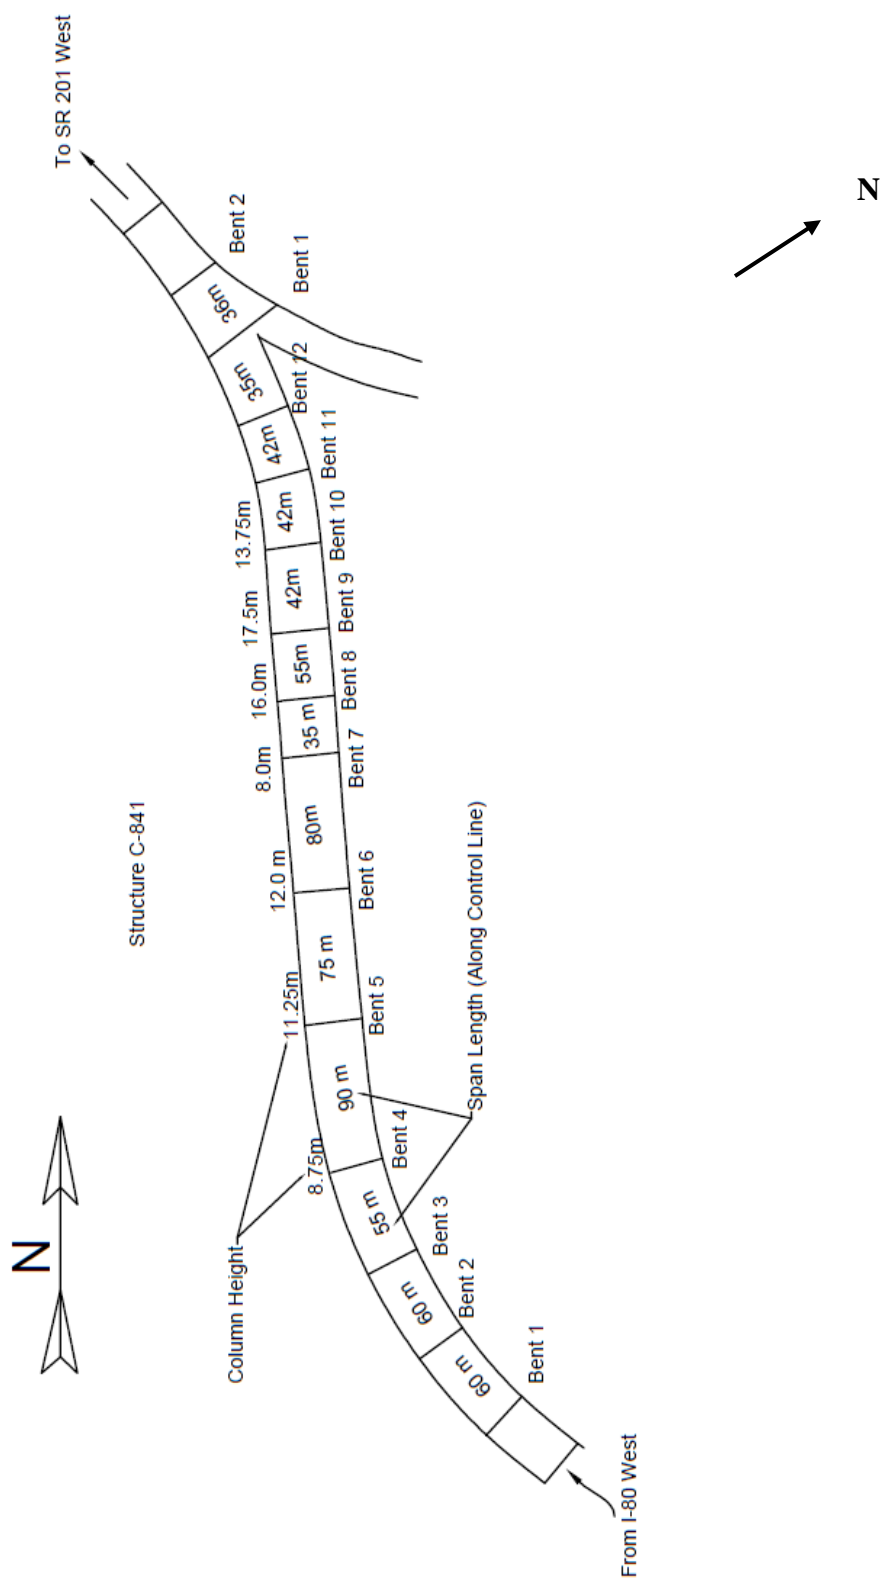 To SR 201 West
N
Bent 2
Bent 1
36m
35m
Bent 12
42m
Bent 11
13.75m
42m
Bent 10
17.5m
42m
Bent 9
16.0m
55m
Bent 8
8.0m
35 m
Bent 7
Structure C-841
80m
12.0 m
Bent 6
75 m
11.25m
Bent 5
Span Length (Along Control Line)
90 m
8.75m
Bent 4
N
Column Height
55 m
Bent 3
60 m
Bent 2
60 m
Bent 1
From I-80 West